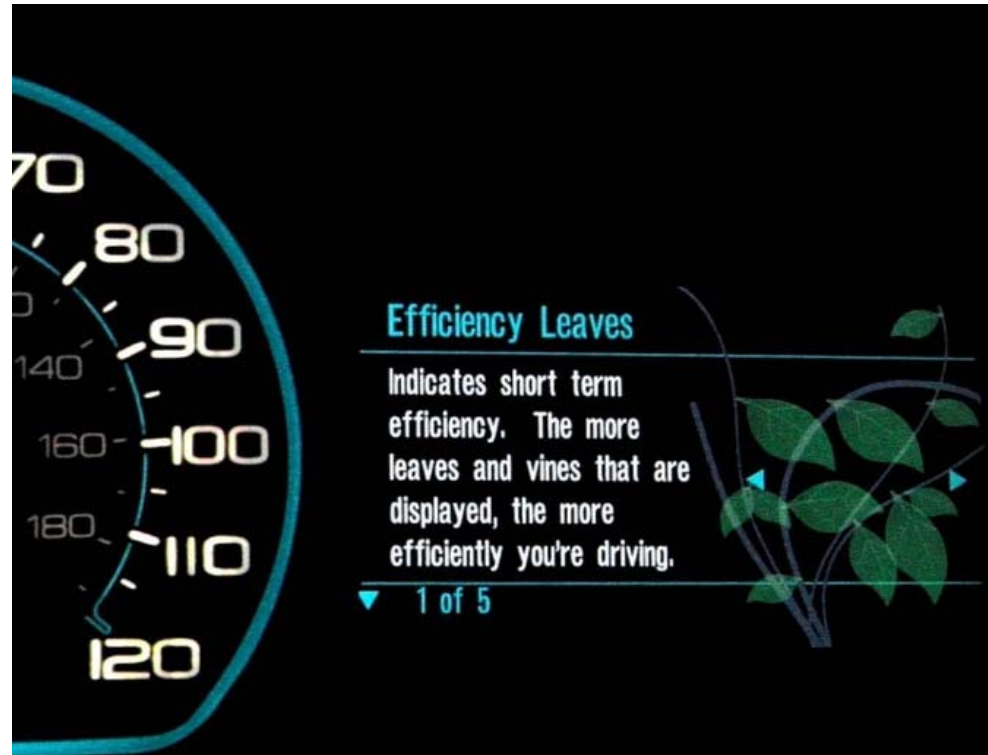 70
80
90
100
110
120
140
160
180
Efficiency Leaves
Indicates short term
efficiency. The more
leaves and vines that are
displayed, the more
efficiently you're driving.
1 of 5